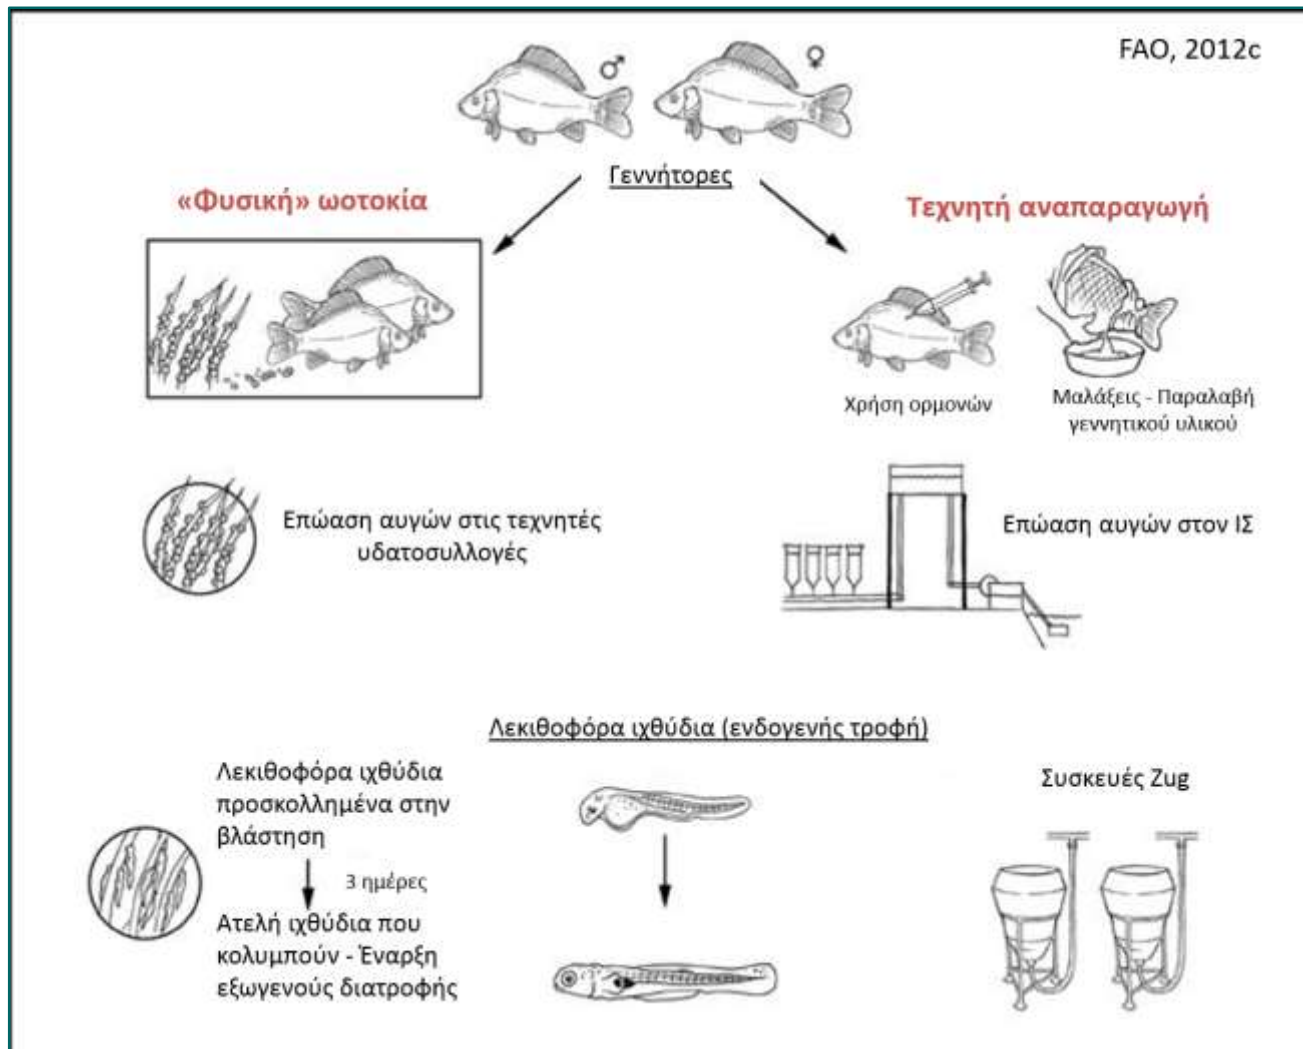 FAO, 2012c
♂
♀
Γεννήτορες
«Φυσική» ωοτοκία
Τεχνητή αναπαραγωγή
Χρήση ορμονών
Μαλάξεις - Παραλαβή
γεννητικού υλικού
Επώαση αυγών στις τεχνητές
υδατοσυλλογές
Επώαση αυγών στον ΙΣ
Λεκιθοφόρα ιχθύδια (ενδογενής τροφή)
Λεκιθοφόρα ιχθύδια
προσκολλημένα στην
βλάστηση
3 ημέρες
Ατελή ιχθύδια που
κολυμπούν - Έναρξη
εξωγενούς διατροφής
Συσκευές Zug